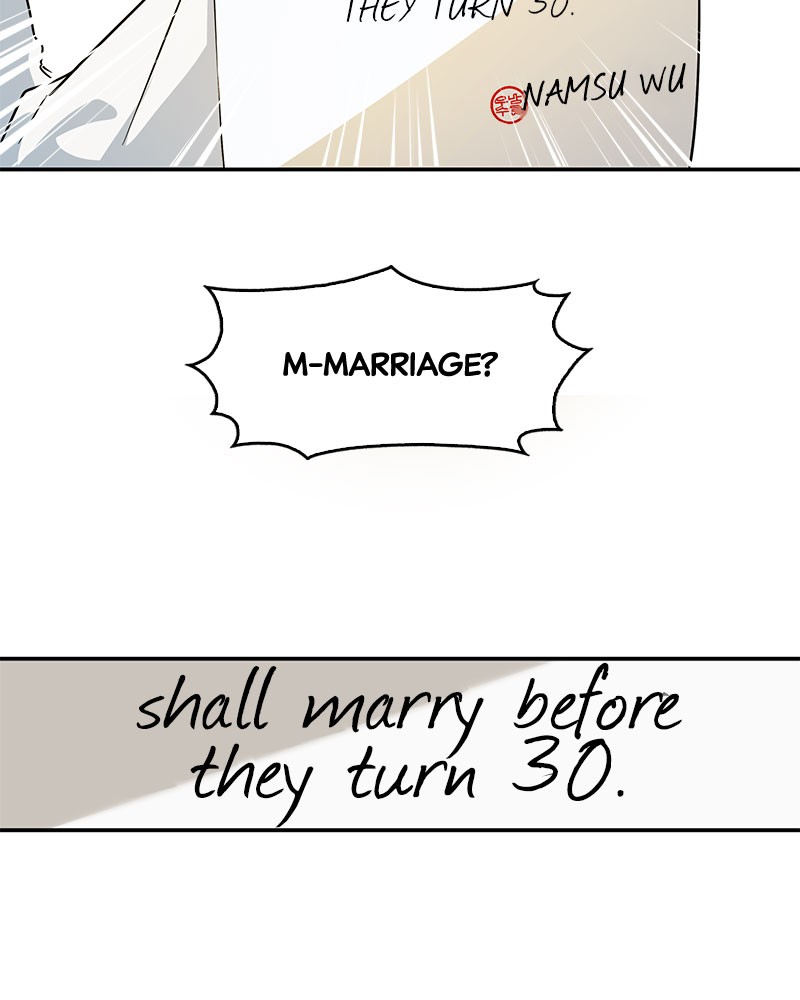 THEY TURN 30.
NAMSU WU
M-MARRIAGE?
shall marry before
they turn 30.